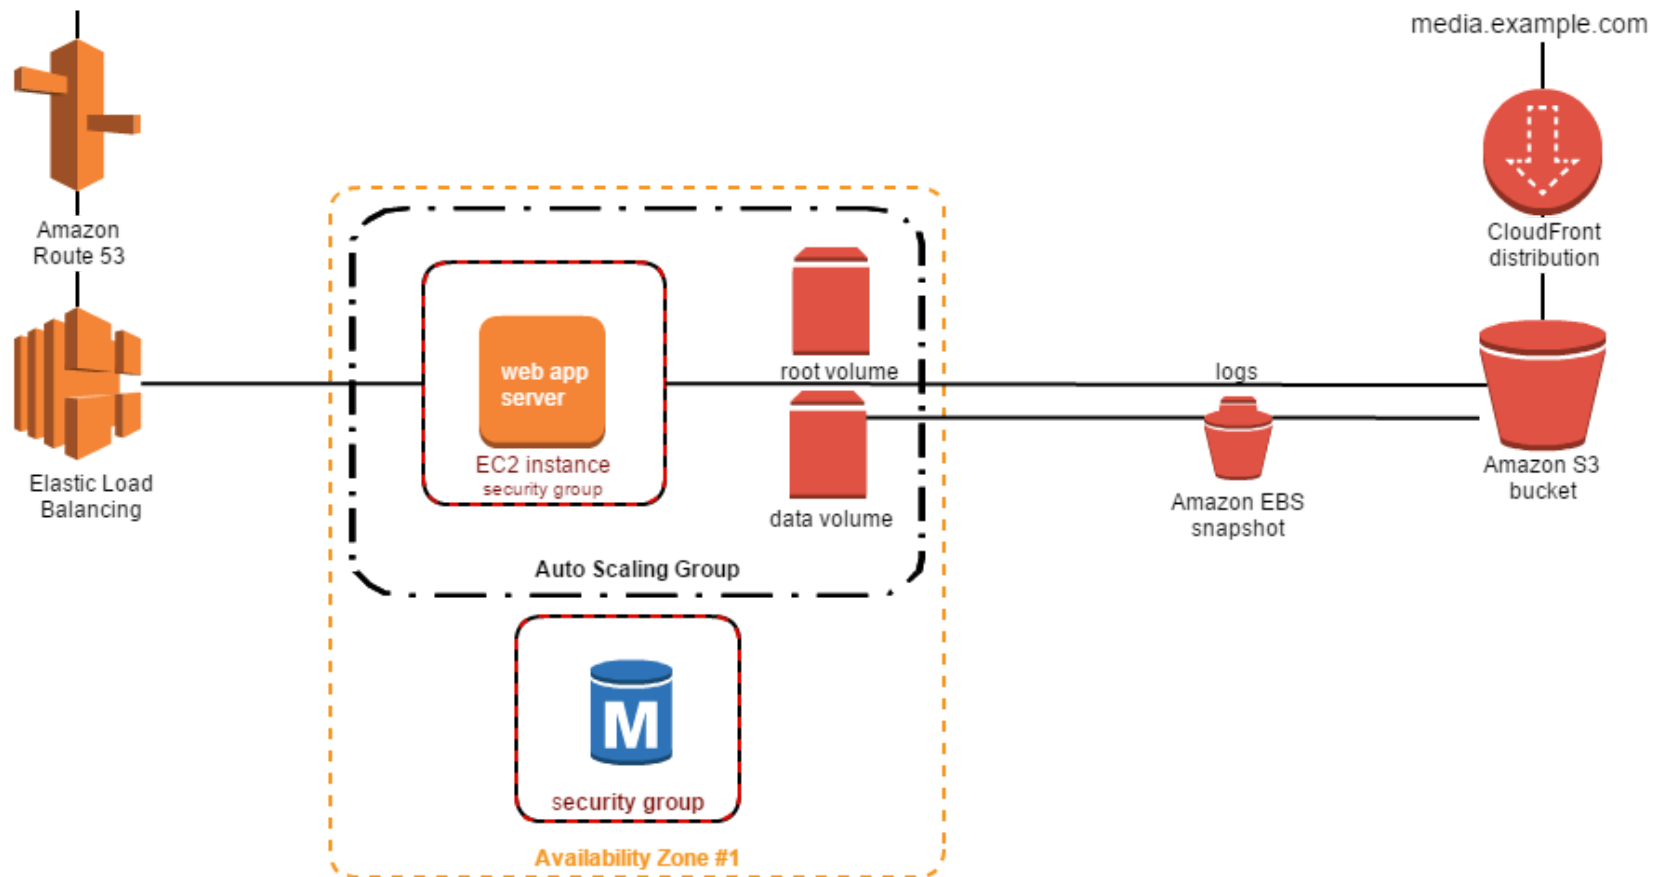 media.example.com
Amazon
Route 53
CloudFront
distribution
web app
server
root volume
logs
EC2 instance
security group
Elastic Load
Balancing
data volume
Amazon EBS
snapshot
Amazon S3
bucket
Auto Scaling Group
M
security group
Availability Zone #1